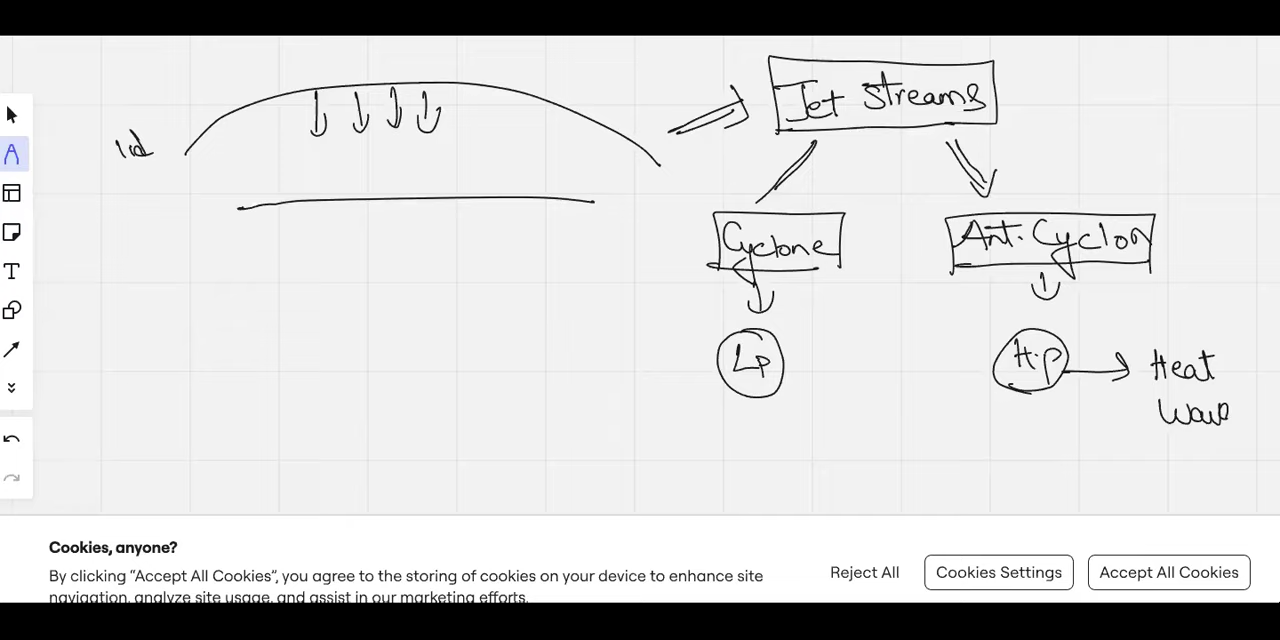 Jet Streams
Cyclone
Anti-Cyclon
Lp
H.p
Heat
Wave
T
Cookies, anyone?
By clicking “Accept All Cookies”, you agree to the storing of cookies on your device to enhance site
navigation, analyze site usage, and assist in our marketing efforts.
Reject All
Cookies Settings
Accept All Cookies